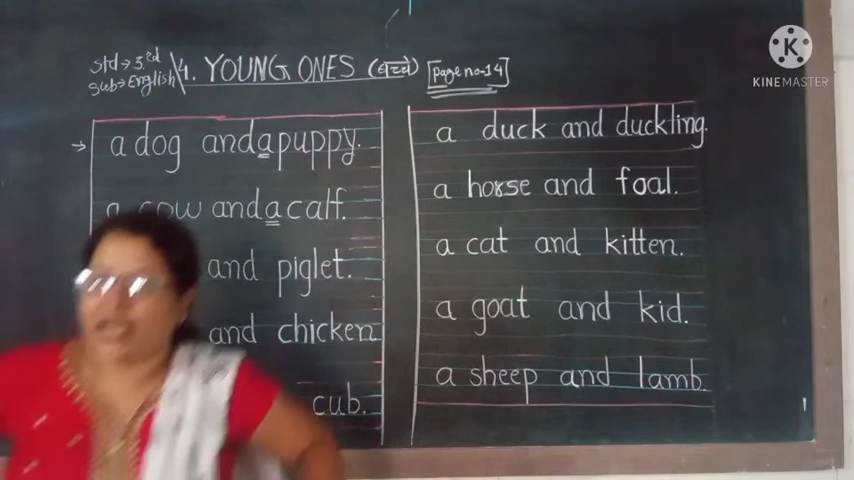 std→3rd
sub→English
4. YOUNG ONES (बच्चे) [page no-14]
→ a dog and a puppy.
a cow and a calf.
and piglet.
and chicken
cub.
a duck and duckling.
a horse and foal.
a cat and kitten.
a goat and kid.
a sheep and lamb.
K
KINEMASTER